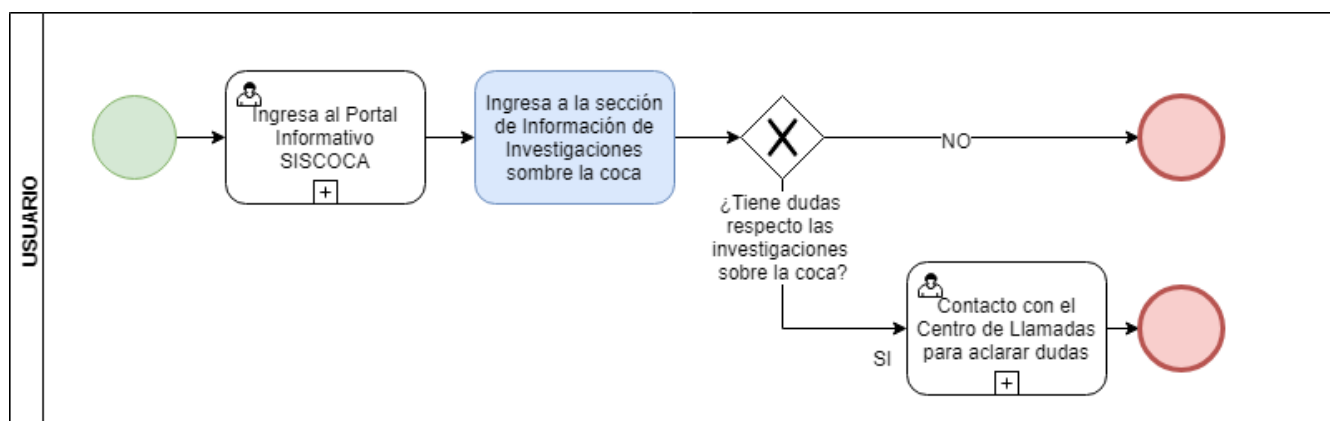 USUARIO
Ingresa al Portal
Informativo
SISCOCA
Ingresa a la sección
de Información de
Investigaciones
sombre la coca
NO
¿Tiene dudas
respecto las
investigaciones
sobre la coca?
SI
Contacto con el
Centro de Llamadas
para aclarar dudas